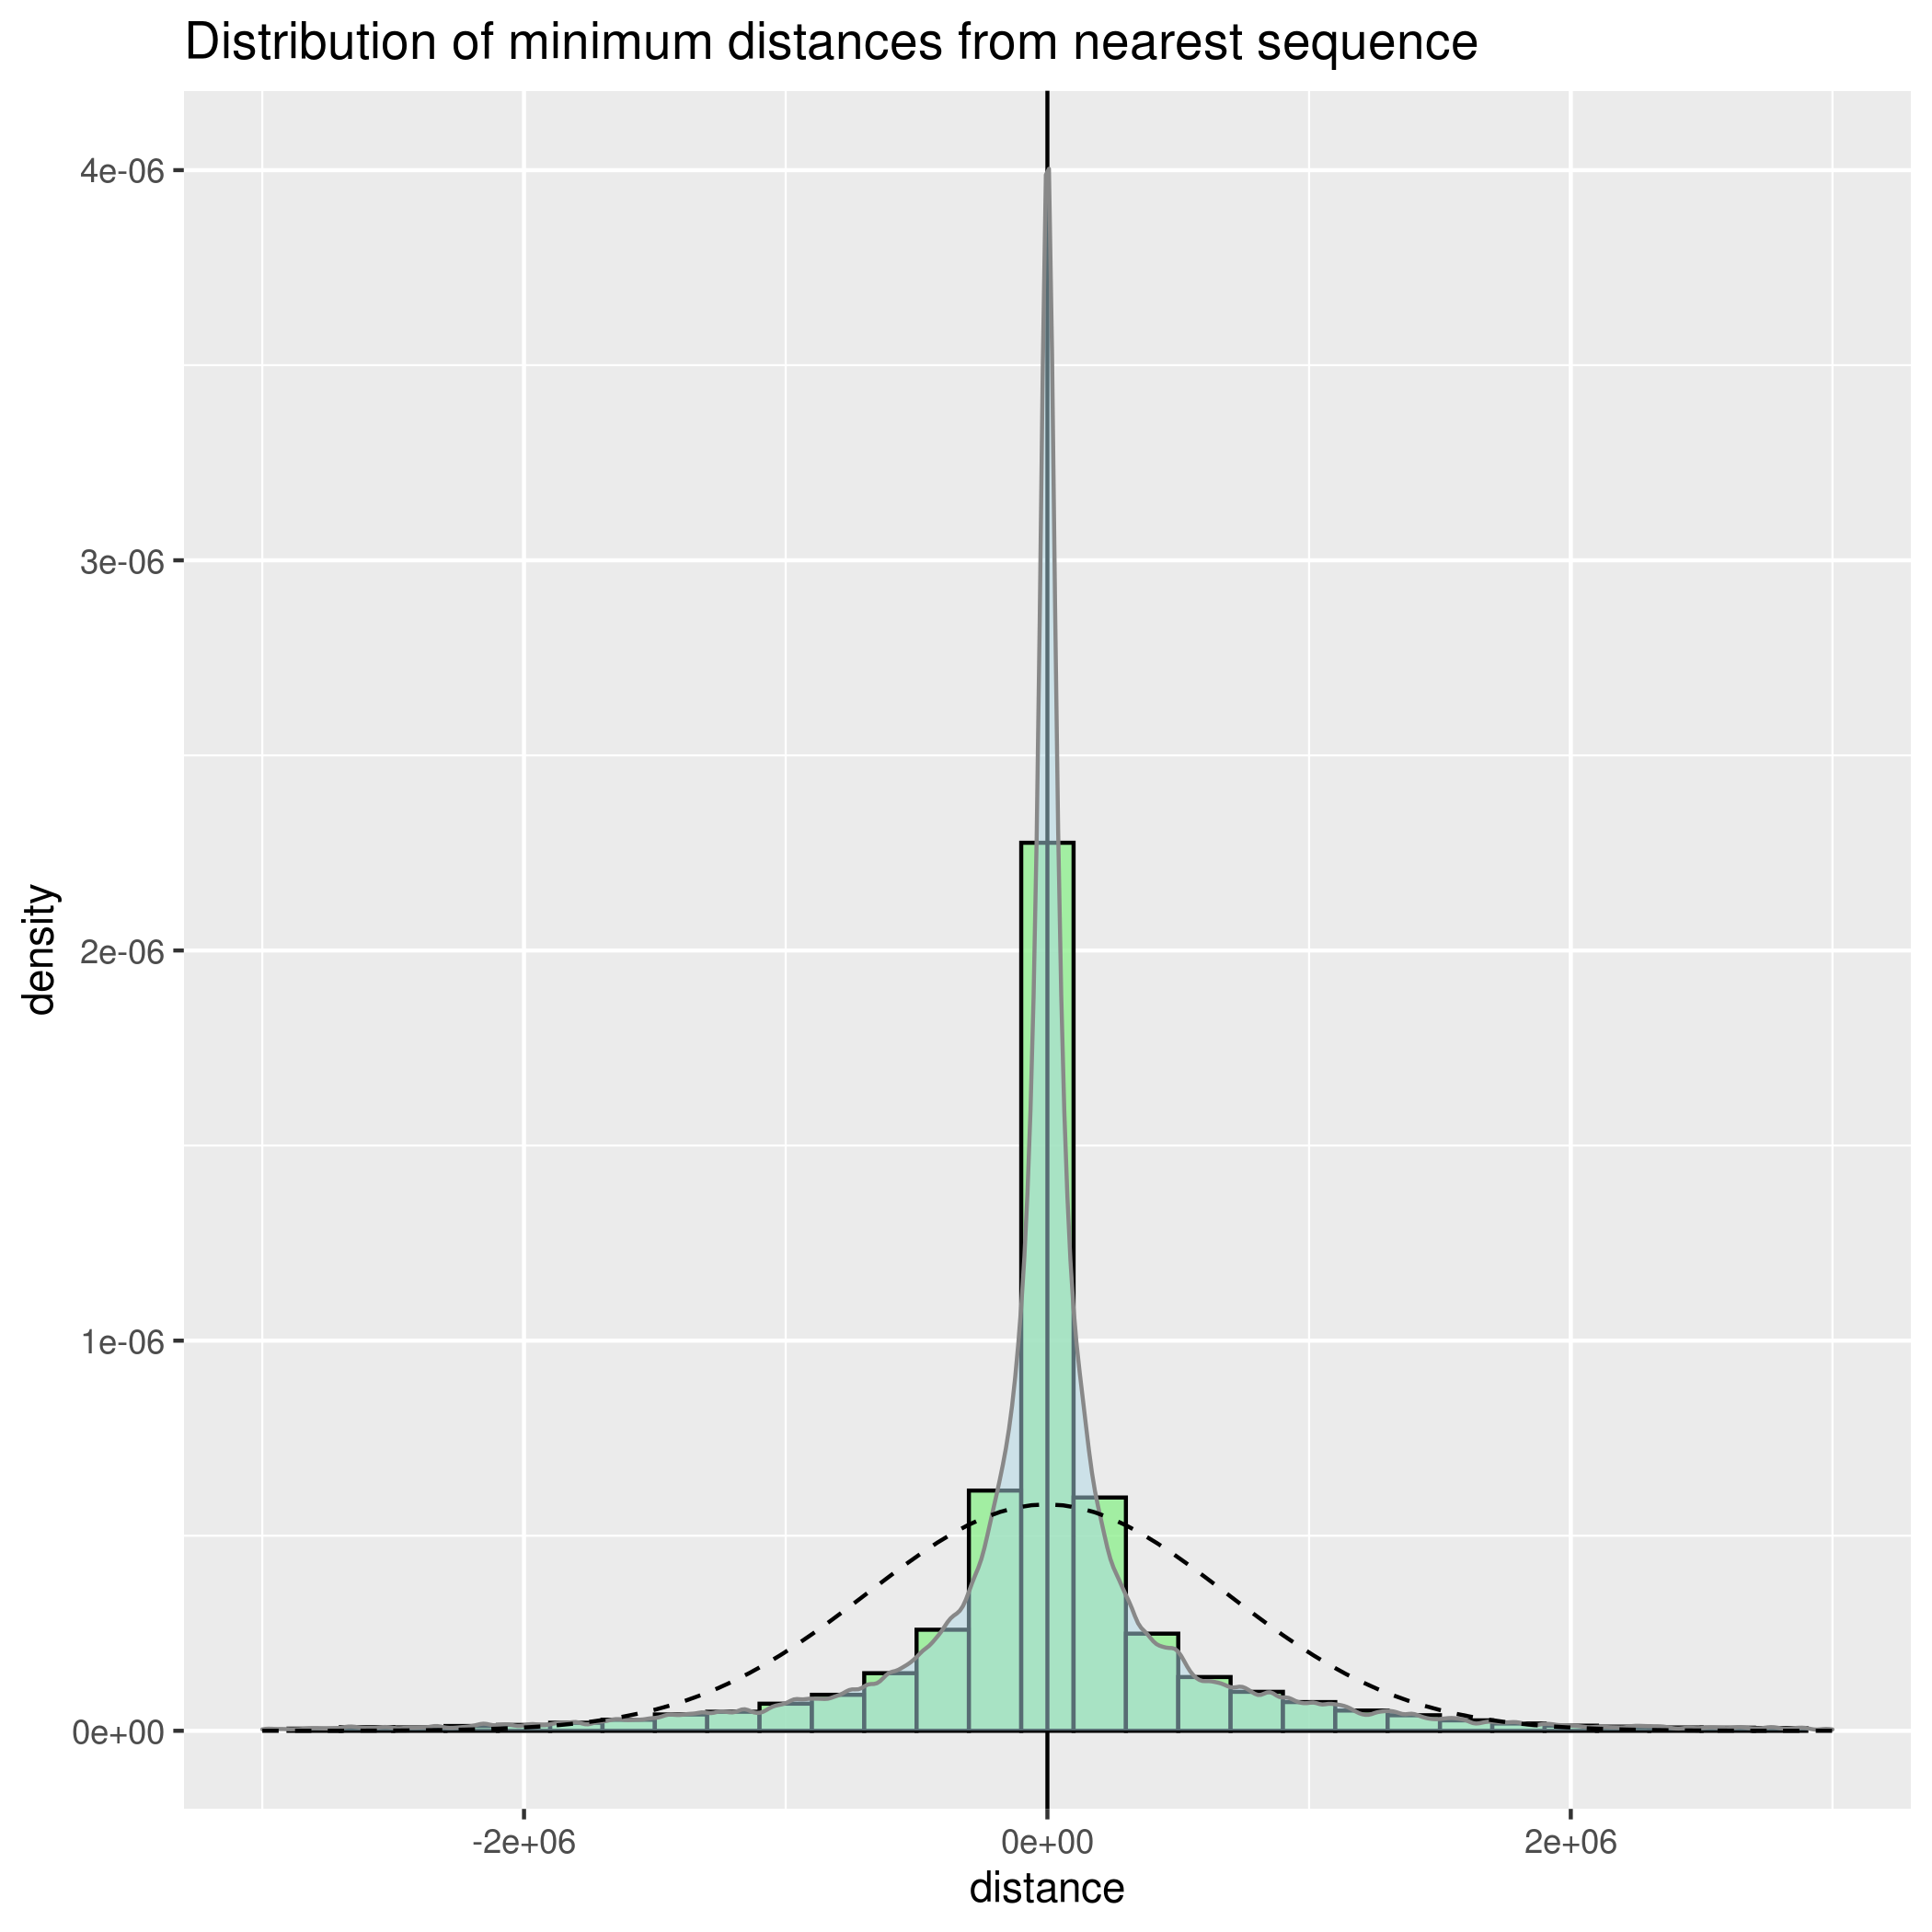 Distribution of minimum distances from nearest sequence
4e-06
3e-06
2e-06
1e-06
0e+00
density
-2e+06
0e+00
2e+06
distance